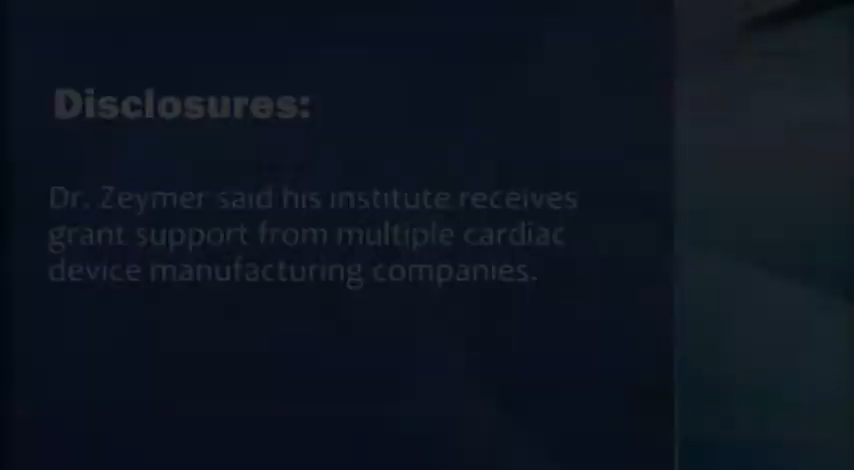 Disclosures:
Dr. Zeymer said his institute receives
grant support from multiple cardiac
device manufacturing companies.